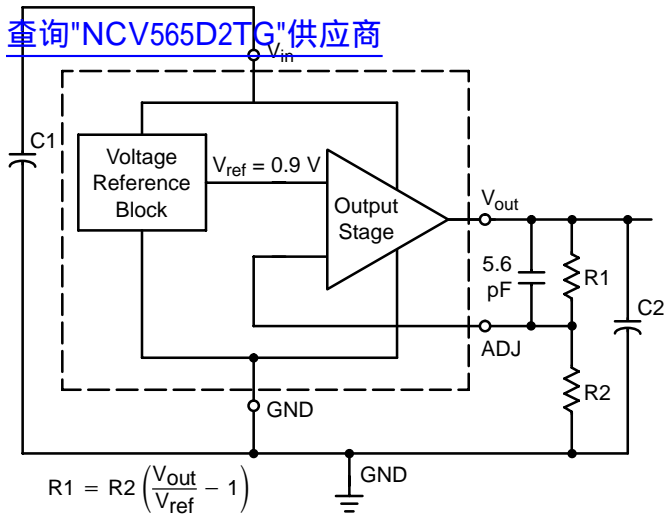 查询"NCV565D2TG"供应商
Vin
C1
Voltage
Reference
Block
Vref = 0.9 V
Output
Stage
Vout
5.6
pF
R1
C2
ADJ
R2
GND
GND
R1 = R2 (Vout/Vref − 1)